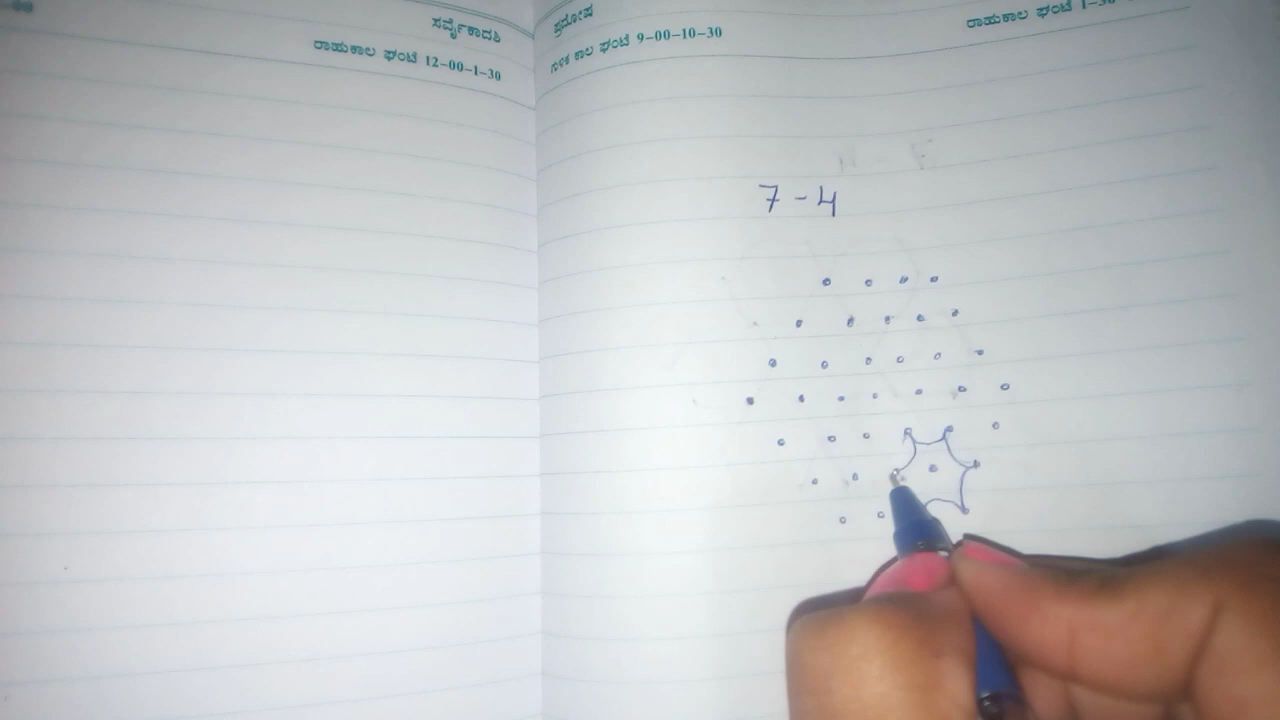 ಸರ್ವೈಕಾದಶಿ
ರಾಹುಕಾಲ ಘಂಟೆ 12-00-1-30
ಪ್ರದೋಷ
ಗುಳಿಕ ಕಾಲ ಘಂಟೆ 9-00-10-30
ರಾಹುಕಾಲ ಘಂಟೆ
7-4